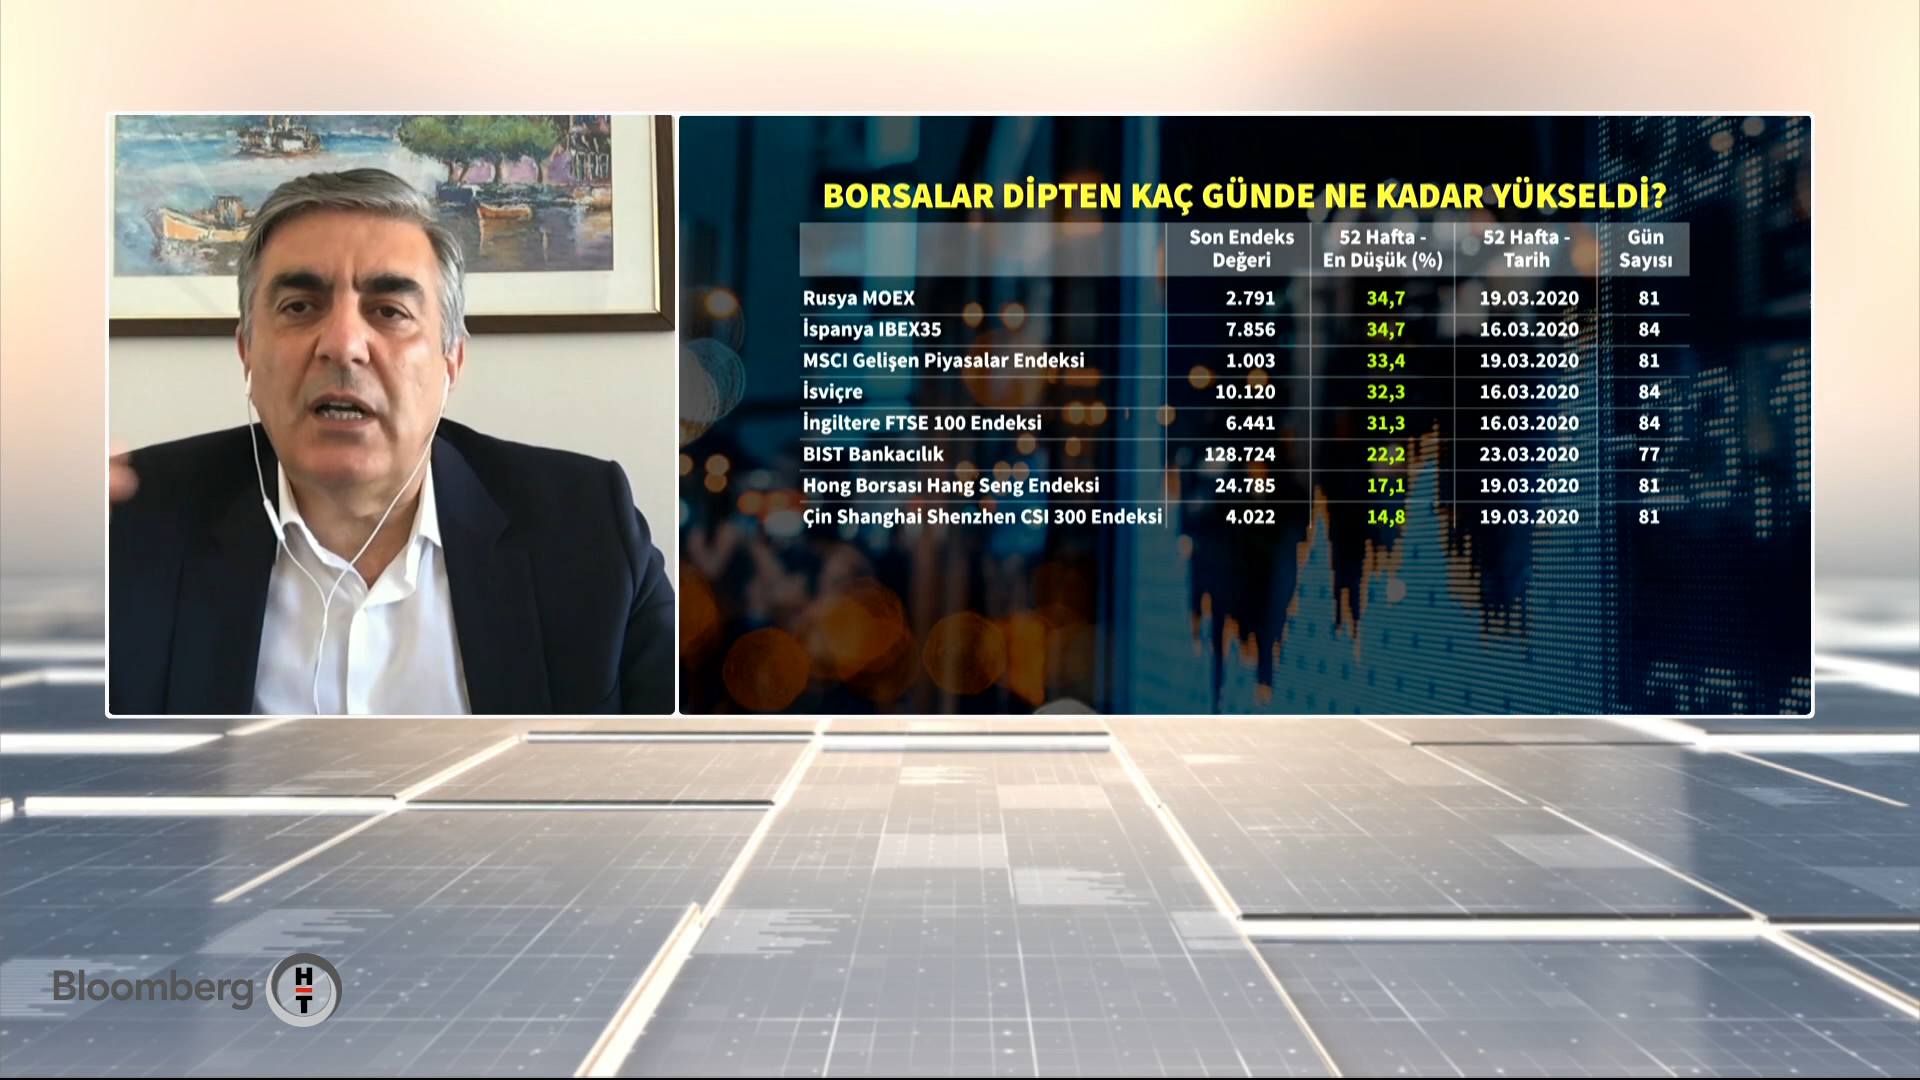 BORSALAR DİPTEN KAÇ GÜNDE NE KADAR YÜKSELDİ?
Son Endeks Değeri 52 Hafta - En Düşük (%) 52 Hafta - Tarih Gün Sayısı
Rusya MOEX 2.791 34,7 19.03.2020 81
İspanya IBEX35 7.856 34,7 16.03.2020 84
MSCI Gelişen Piyasalar Endeksi 1.003 33,4 19.03.2020 81
İsviçre 10.120 32,3 16.03.2020 84
İngiltere FTSE 100 Endeksi 6.441 31,3 16.03.2020 84
BIST Bankacılık 128.724 22,2 23.03.2020 77
Hong Borsası Hang Seng Endeksi 24.785 17,1 19.03.2020 81
Çin Shanghai Shenzhen CSI 300 Endeksi 4.022 14,8 19.03.2020 81
Bloomberg HT